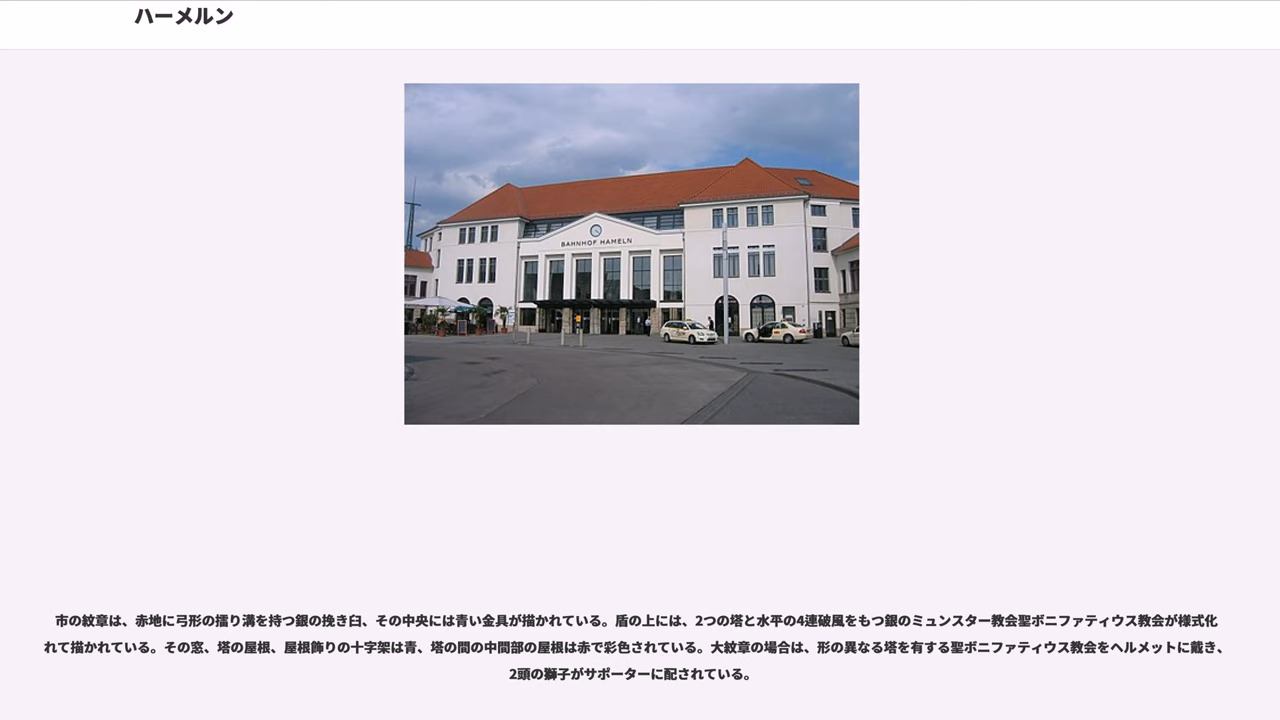 ハーメルン
BAHNHOF HAMELN
市の紋章は、赤地に弓形の擂り溝を持つ銀の挽き臼、その中央には青い金具が描かれている。盾の上には、2つの塔と水平の4連破風をもつ銀のミュンスター教会聖ボニファティウス教会が様式化
れて描かれている。その窓、塔の屋根、屋根飾りの十字架は青、塔の間の中間部の屋根は赤で彩色されている。大紋章の場合は、形の異なる塔を有する聖ボニファティウス教会をヘルメットに戴き、
2頭の獅子がサポーターに配されている。